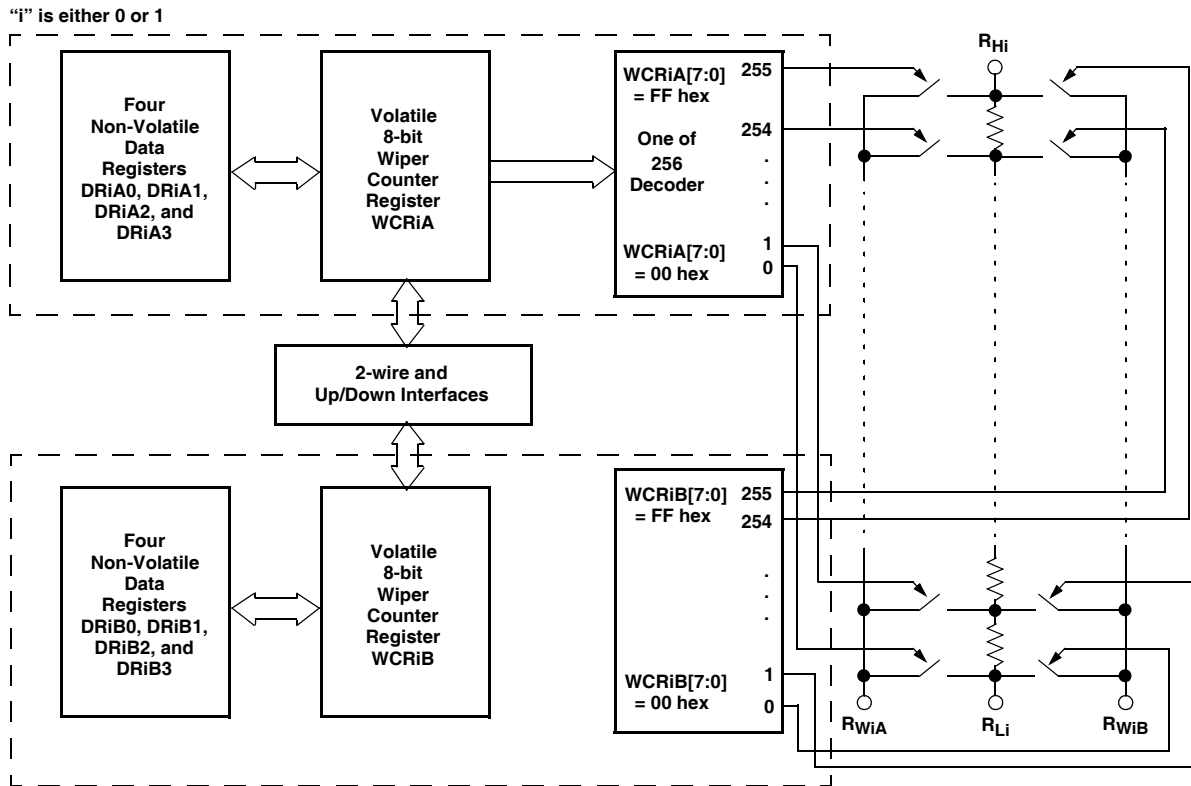 “i” is either 0 or 1
Four
Non-Volatile
Data
Registers
DRiA0, DRiA1,
DRiA2, and
DRiA3
Volatile
8-bit
Wiper
Counter
Register
WCRiA
WCRiA[7:0]
= FF hex
255
254
One of
256
Decoder
.
.
.
WCRiA[7:0]
= 00 hex
1
0
RHi
2-wire and
Up/Down Interfaces
Four
Non-Volatile
Data
Registers
DRiB0, DRiB1,
DRiB2, and
DRiB3
Volatile
8-bit
Wiper
Counter
Register
WCRiB
WCRiB[7:0]
= FF hex
255
254
.
.
.
WCRiB[7:0]
= 00 hex
1
0
RWiA
RLi
RWiB